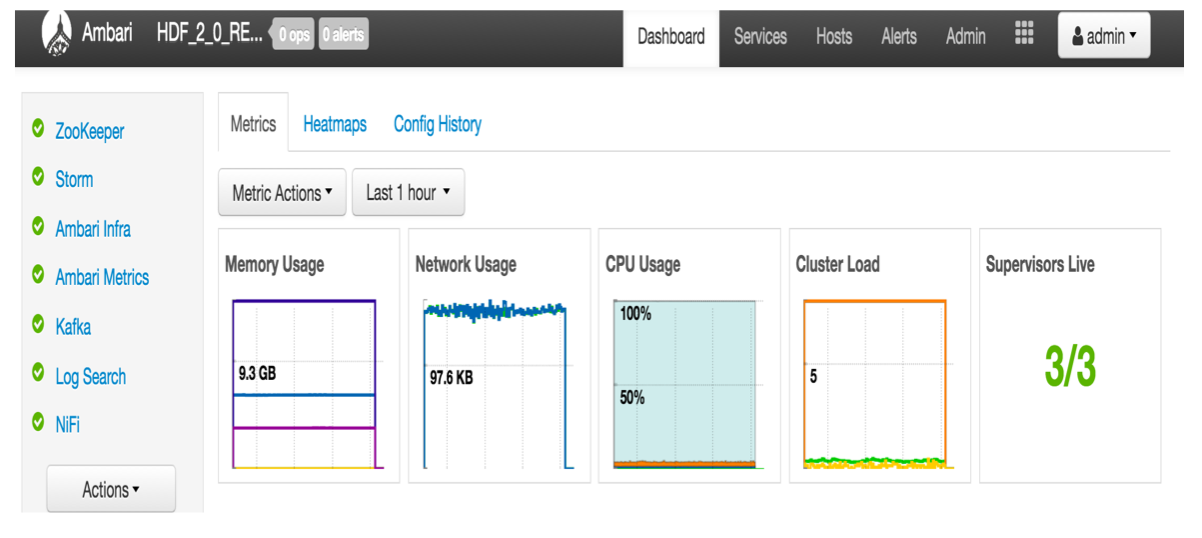 Ambari HDF_2_0_RE... 0 ops 0 alerts Dashboard Services Hosts Alerts Admin admin
ZooKeeper
Storm
Ambari Infra
Ambari Metrics
Kafka
Log Search
NiFi
Actions
Metrics Heatmaps Config History
Metric Actions Last 1 hour
Memory Usage
9.3 GB
Network Usage
97.6 KB
CPU Usage
100%
50%
Cluster Load
5
Supervisors Live
3/3